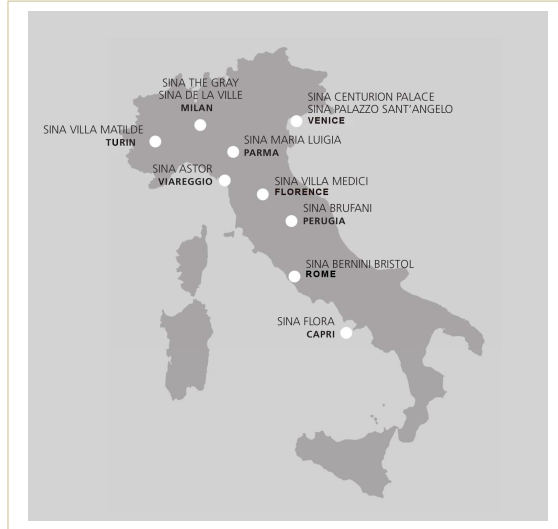 SINA THE GRAY
SINA DE LA VILLE
MILAN
SINA CENTURION PALACE
SINA PALAZZO SANT'ANGELO
VENICE
SINA VILLA MATILDE
TURIN
SINA MARIA LUIGIA
PARMA
SINA ASTOR
VIAREGGIO
SINA VILLA MEDICI
FLORENCE
SINA BRUFANI
PERUGIA
SINA BERNINI BRISTOL
ROME
SINA FLORA
CAPRI